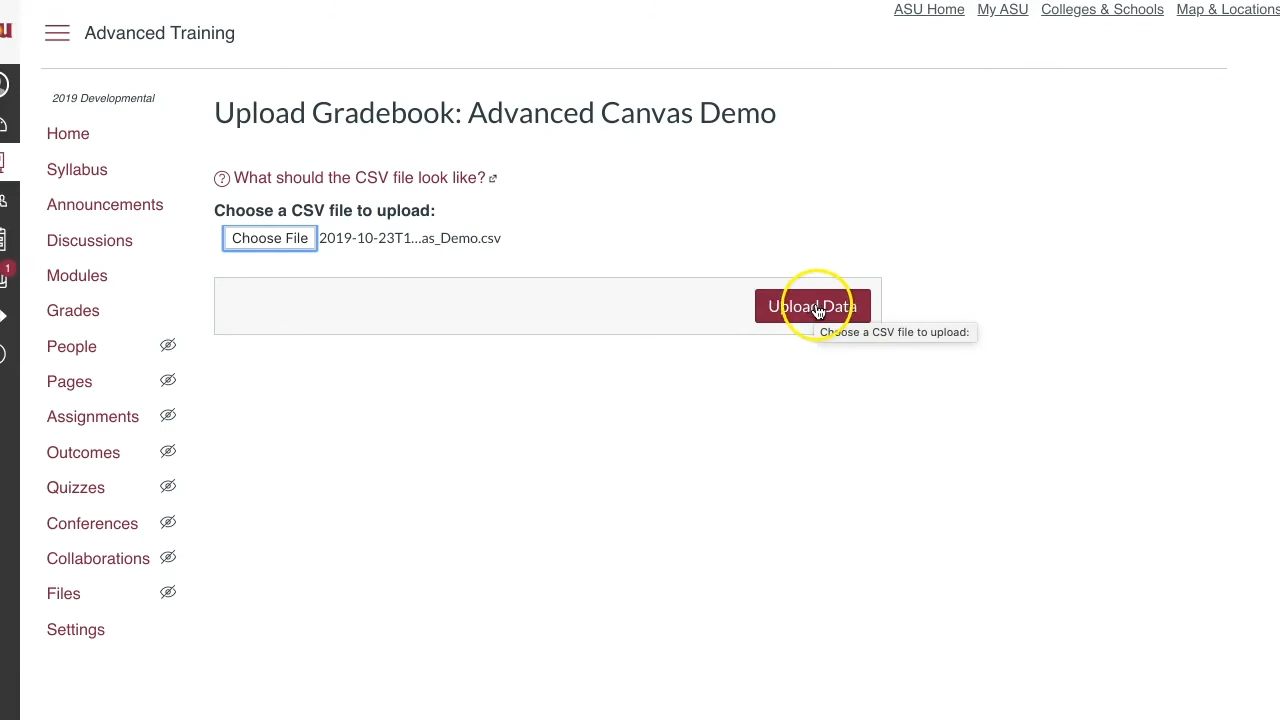 ASU Home My ASU Colleges & Schools Map & Locations
Advanced Training
2019 Developmental
Home
Syllabus
Announcements
Discussions
Modules
Grades
People
Pages
Assignments
Outcomes
Quizzes
Conferences
Collaborations
Files
Settings
Upload Gradebook: Advanced Canvas Demo
? What should the CSV file look like?
Choose a CSV file to upload:
Choose File 2019-10-23T1...as_Demo.csv
Upload Data
Choose a CSV file to upload:
1
u